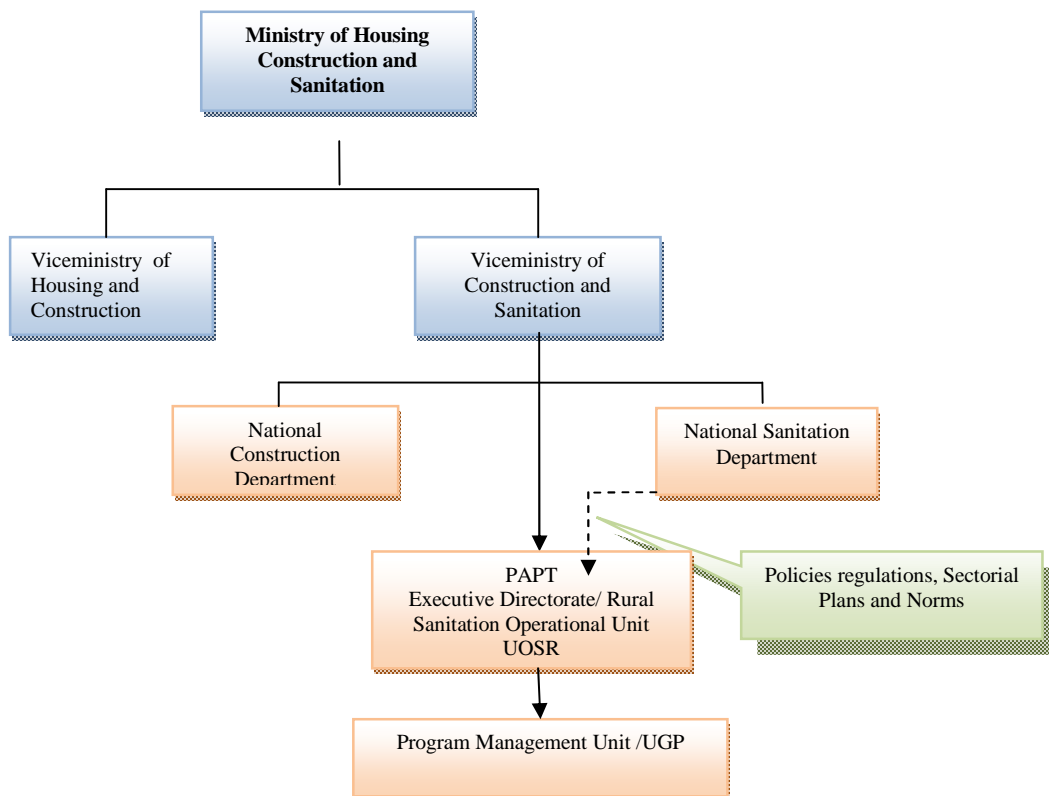 Ministry of Housing
Construction and
Sanitation
Viceministry of
Housing and
Construction
Viceministry of
Construction and
Sanitation
National
Construction
Department
National Sanitation
Department
PAPT
Executive Directorate/ Rural
Sanitation Operational Unit
UOSR
Policies regulations, Sectorial
Plans and Norms
Program Management Unit /UGP